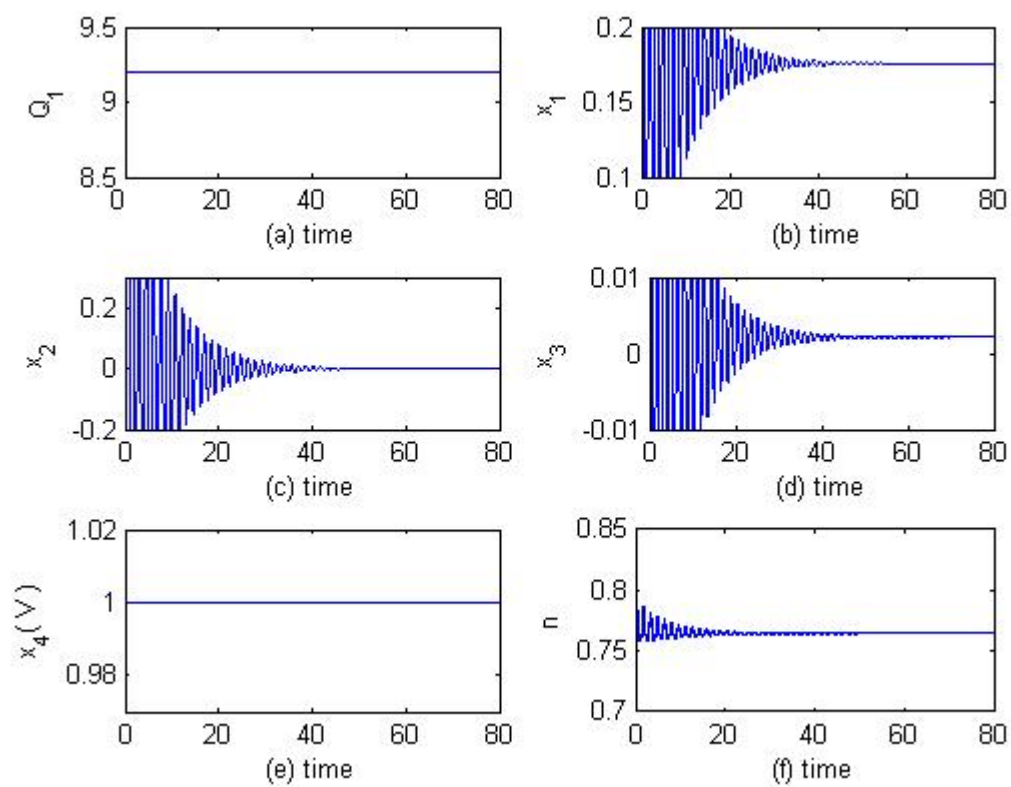 9.5
9
8.5
Q1
0 20 40 60 80
(a) time
0.2
0.15
0.1
x1
0 20 40 60 80
(b) time
0.2
0
-0.2
x2
0 20 40 60 80
(c) time
0.01
0
-0.01
x3
0 20 40 60 80
(d) time
1.02
1
0.98
x4(V)
0 20 40 60 80
(e) time
0.85
0.8
0.75
0.7
n
0 20 40 60 80
(f) time